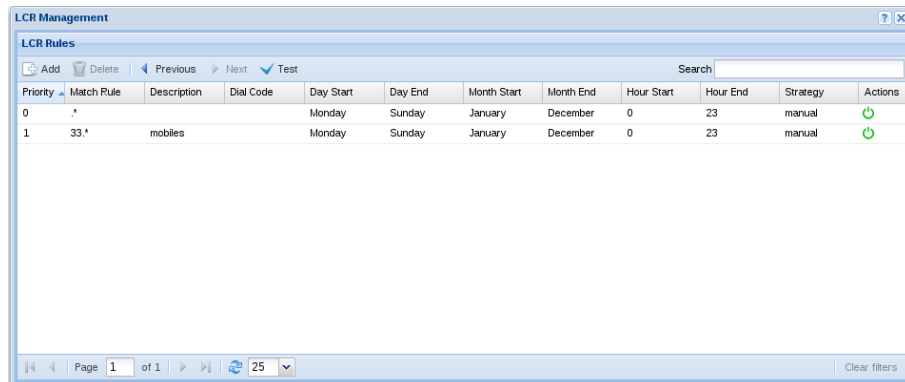 LCR Management
LCR Rules
Add Delete Previous Next Test Search
Priority Match Rule Description Dial Code Day Start Day End Month Start Month End Hour Start Hour End Strategy Actions
0 .* Monday Sunday January December 0 23 manual
1 33.* mobiles Monday Sunday January December 0 23 manual
Page 1 of 1 25 Clear filters